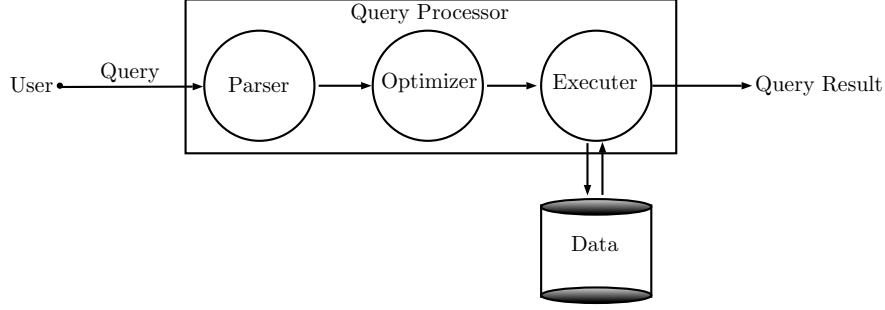 Query Processor
User
Query
Parser
Optimizer
Executer
Query Result
Data